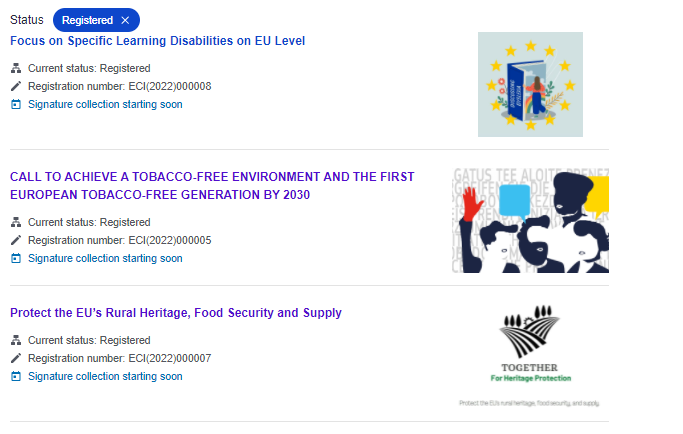 Status Registered ×
Focus on Specific Learning Disabilities on EU Level
Current status: Registered
Registration number: ECI(2022)000008
Signature collection starting soon
CALL TO ACHIEVE A TOBACCO-FREE ENVIRONMENT AND THE FIRST
EUROPEAN TOBACCO-FREE GENERATION BY 2030
Current status: Registered
Registration number: ECI(2022)000005
Signature collection starting soon
GATUS TEE ALOITE
Protect the EU’s Rural Heritage, Food Security and Supply
Current status: Registered
Registration number: ECI(2022)000007
Signature collection starting soon
TOGETHER
For Heritage Protection
Protect the EU's rural heritage, food security, and supply